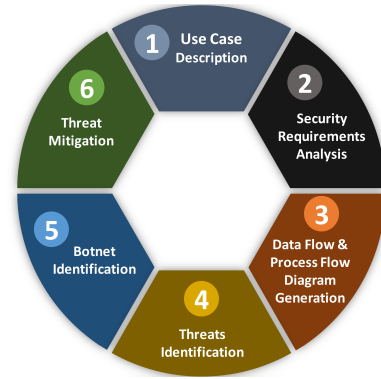 1
Use Case
Description
2
Security
Requirements
Analysis
3
Data Flow &
Process Flow
Diagram
Generation
4
Threats
Identification
5
Botnet
Identification
6
Threat
Mitigation